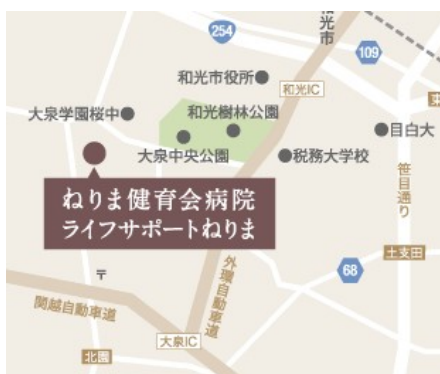 和光市
254
109
和光市役所
和光IC
大泉学園桜中
和光樹林公園
目白大
大泉中央公園
税務大学校
笹目通り
ねりま健育会病院
ライフサポートねりま
土支田
外環自動車道
68
〒
関越自動車道
大泉IC
北園